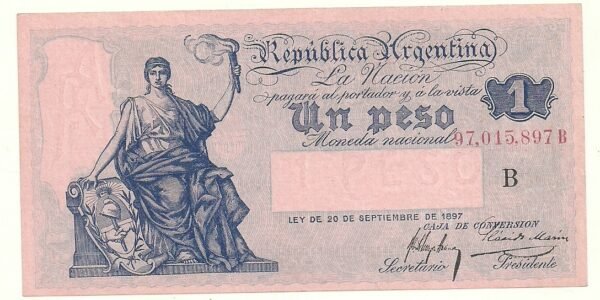 República Argentina
La Nación
pagará al portador y á la vista
Un peso 1
Moneda nacional 97,015,897 B
B
LEY DE 20 DE SEPTIEMBRE DE 1897
CAJA DE CONVERSION
Secretario Presidente